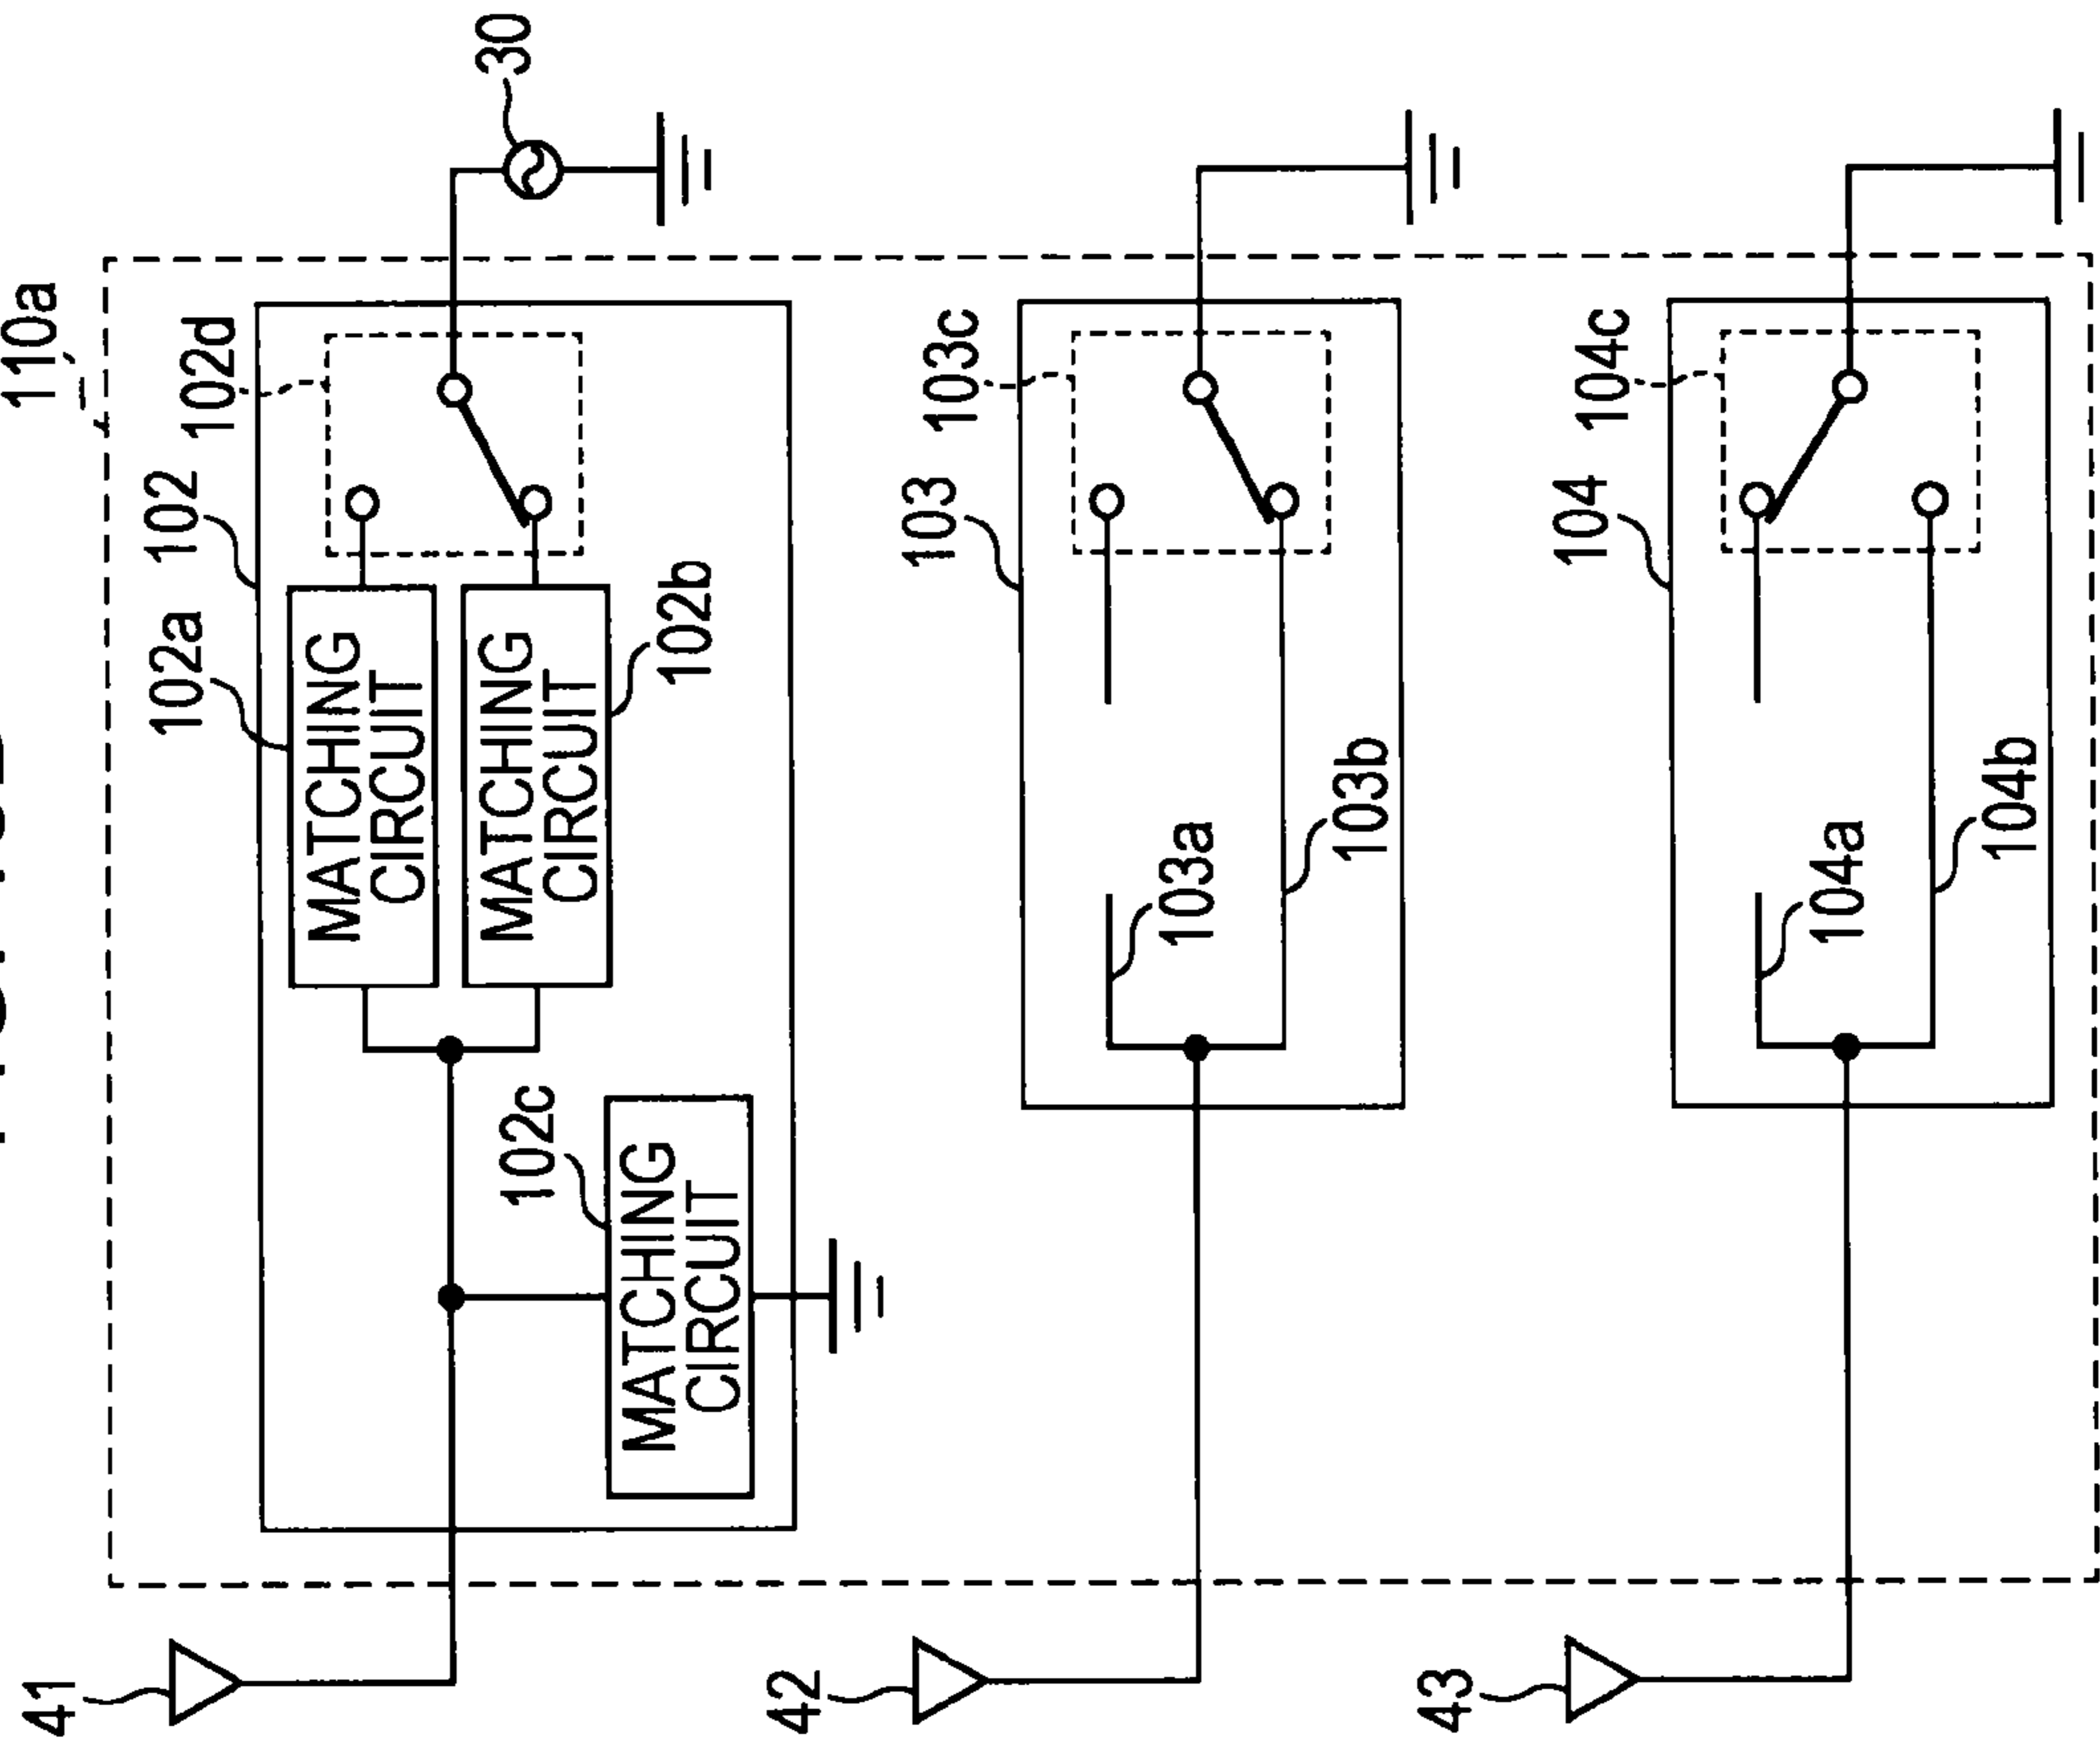 110a
30
102d
102
102a
MATCHING
CIRCUIT
MATCHING
CIRCUIT
102b
102c
MATCHING
CIRCUIT
41
103c
103
103a
103b
42
104c
104
104a
104b
43